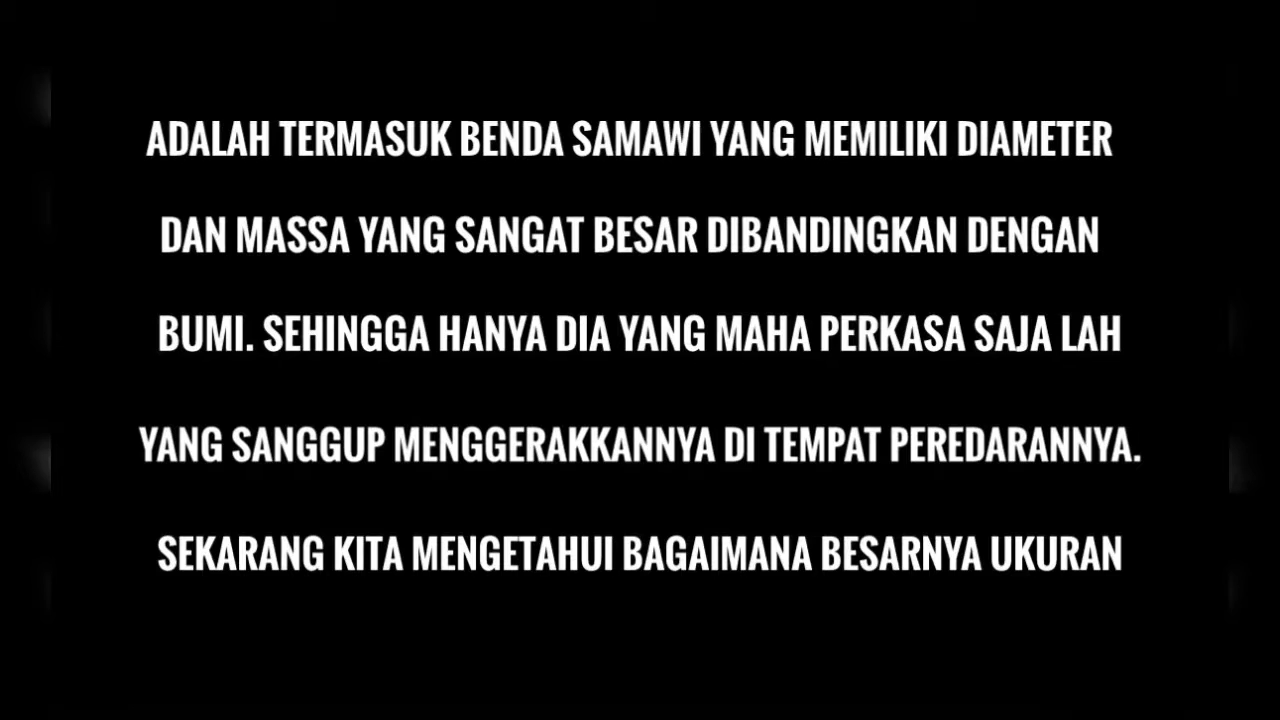 ADALAH TERMASUK BENDA SAMAWI YANG MEMILIKI DIAMETER
DAN MASSA YANG SANGAT BESAR DIBANDINGKAN DENGAN
BUMI. SEHINGGA HANYA DIA YANG MAHA PERKASA SAJA LAH
YANG SANGGUP MENGGERAKKANNYA DI TEMPAT PEREDARANNYA.
SEKARANG KITA MENGETAHUI BAGAIMANA BESARNYA UKURAN